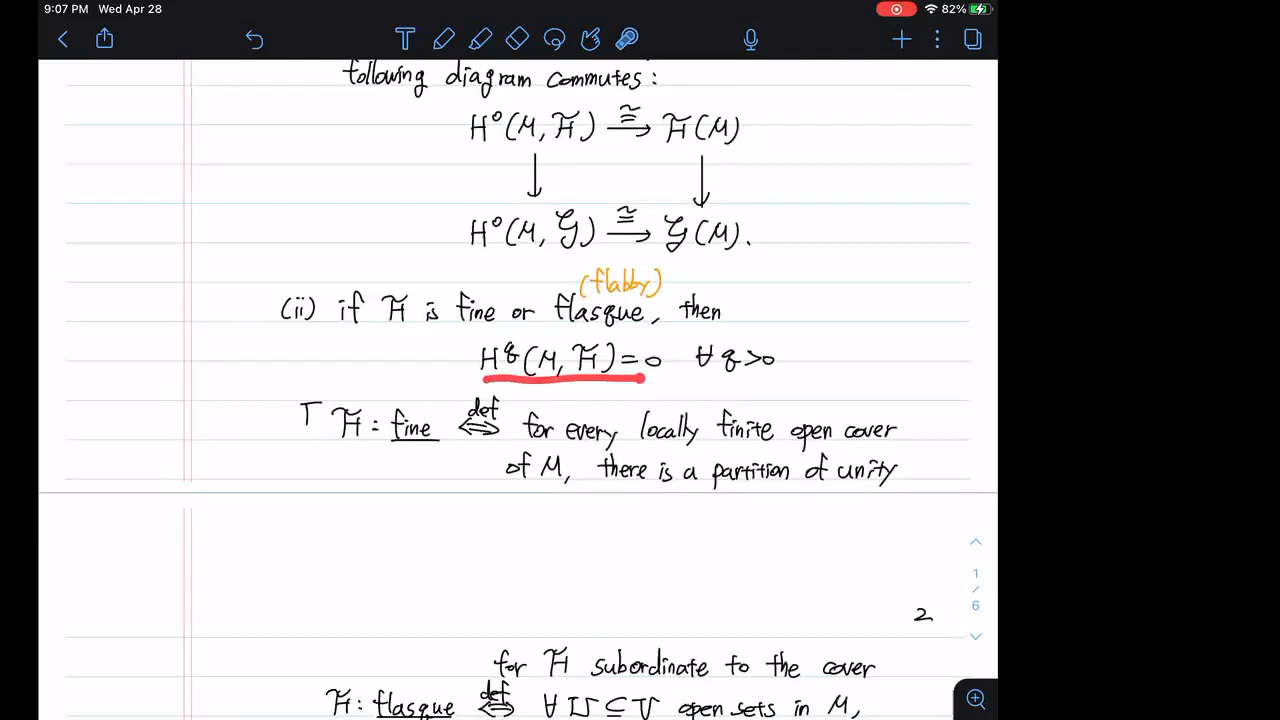 9:07 PM Wed Apr 28
82%
following diagram commutes:
H⁰(M, ℱ) ≅→ ℱ(M)
↓ ↓
H⁰(M, 𝒢) ≅→ 𝒢(M).
(flabby)
(ii) if ℱ is fine or flasque, then
H^q(M, ℱ) = 0 ∀ q > 0
⌈ ℱ : fine ⇔def for every locally finite open cover
of M, there is a partition of unity
1
/
6
2
for ℱ subordinate to the cover
ℱ : flasque ⇔def ∀ U ⊆ V open sets in M,